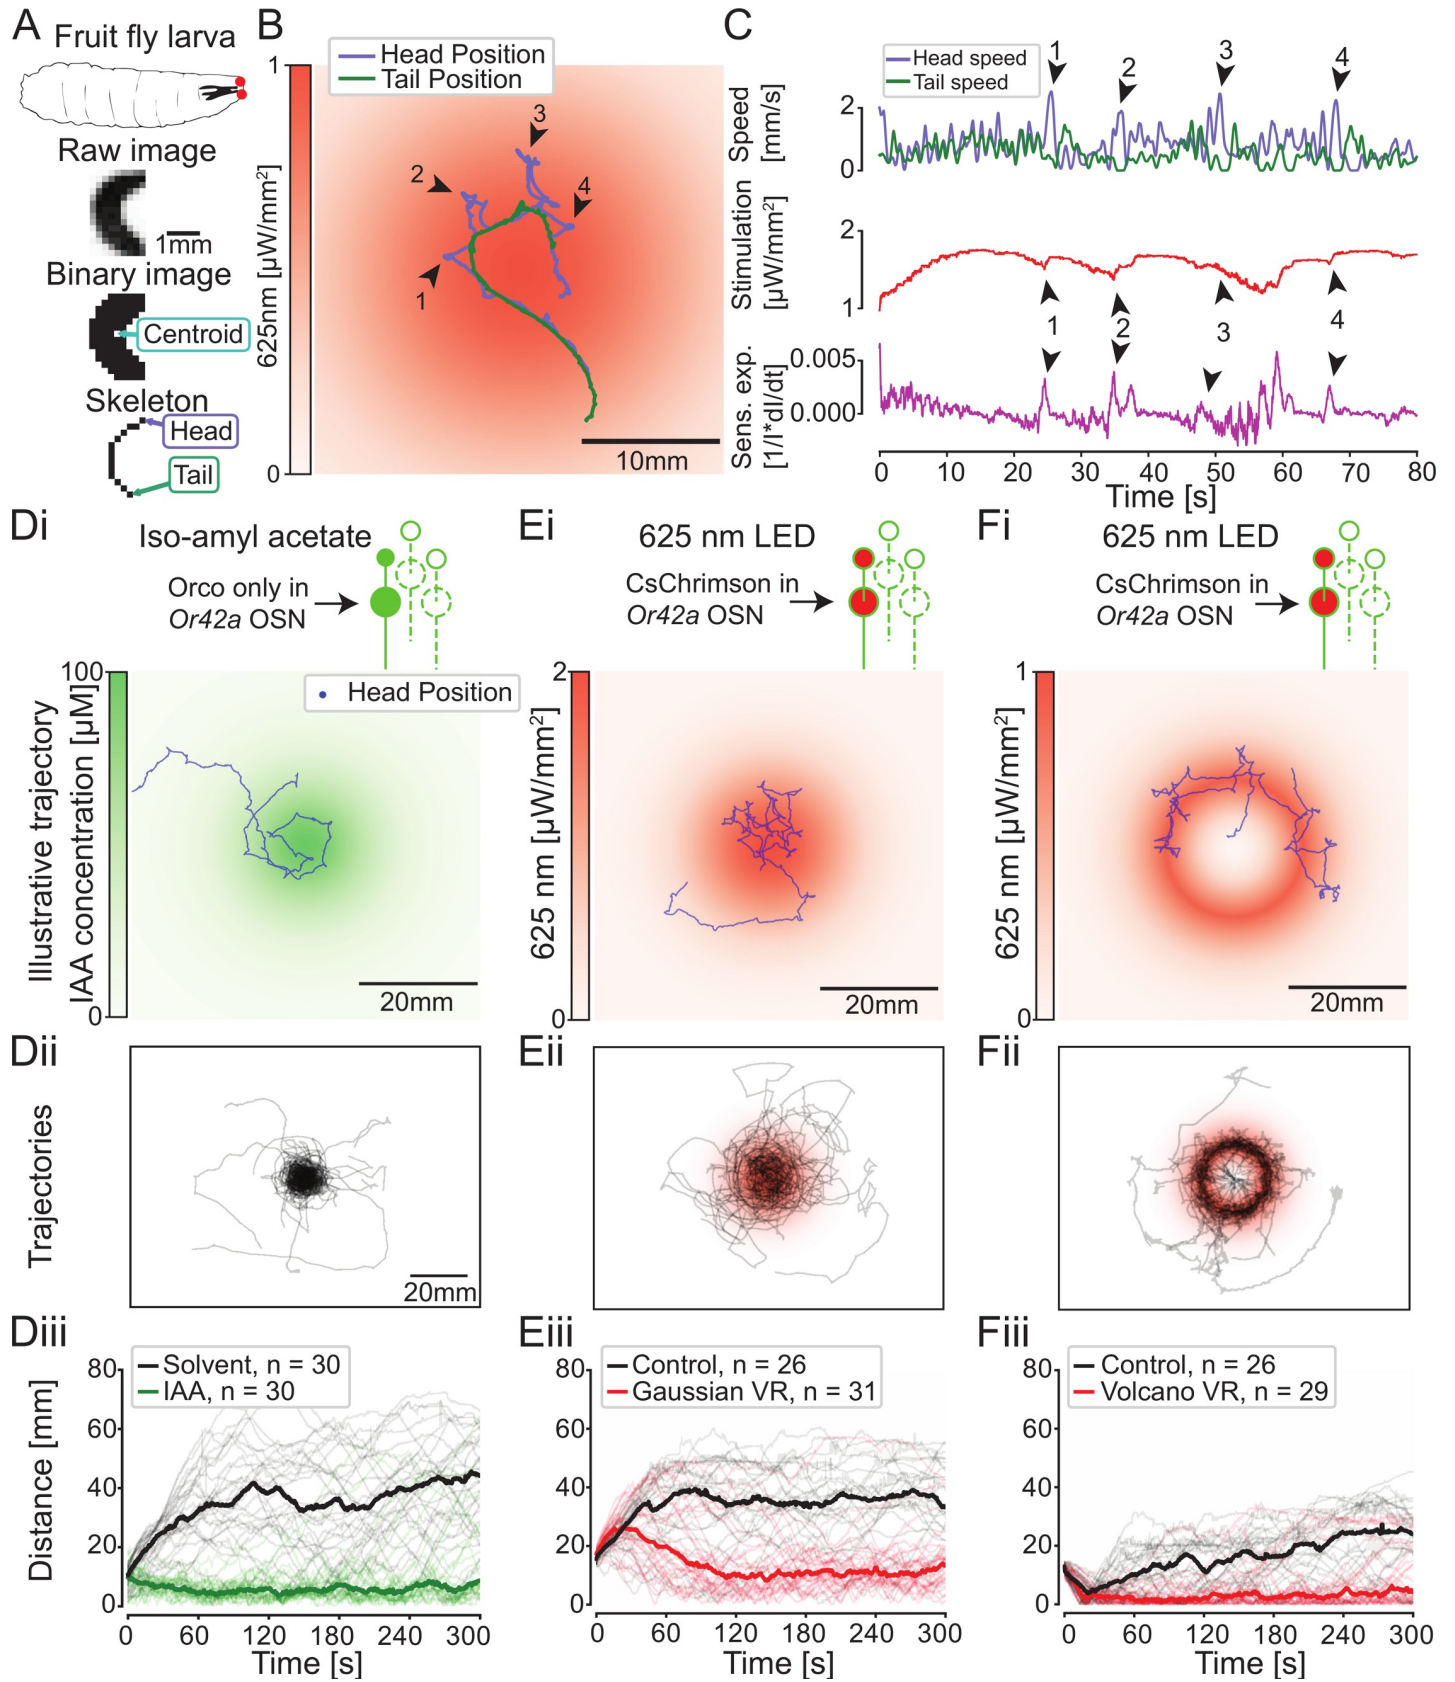 A
Fruit fly larva
Raw image
1mm
Binary image
Centroid
Skeleton
Head
Tail
B
Head Position
Tail Position
1
0
625nm [µW/mm²]
1
2
3
4
10mm
C
Head speed
Tail speed
Speed
[mm/s]
2
0
1
2
3
4
Stimulation
[µW/mm²]
2
1
1
2
3
4
Sens. exp.
[1/I*dI/dt]
0.005
0.000
0 10 20 30 40 50 60 70 80
Time [s]
Di
Iso-amyl acetate
Orco only in
Or42a OSN
Illustrative trajectory
IAA concentration [µM]
100
0
Head Position
20mm
Ei
625 nm LED
CsChrimson in
Or42a OSN
625 nm [µW/mm²]
2
0
20mm
Fi
625 nm LED
CsChrimson in
Or42a OSN
625 nm [µW/mm²]
1
0
20mm
Dii
Trajectories
20mm
Eii
Fii
Diii
Solvent, n = 30
IAA, n = 30
Distance [mm]
80
60
40
20
0
0 60 120 180 240 300
Time [s]
Eiii
Control, n = 26
Gaussian VR, n = 31
80
60
40
20
0
0 60 120 180 240 300
Time [s]
Fiii
Control, n = 26
Volcano VR, n = 29
80
60
40
20
0
0 60 120 180 240 300
Time [s]